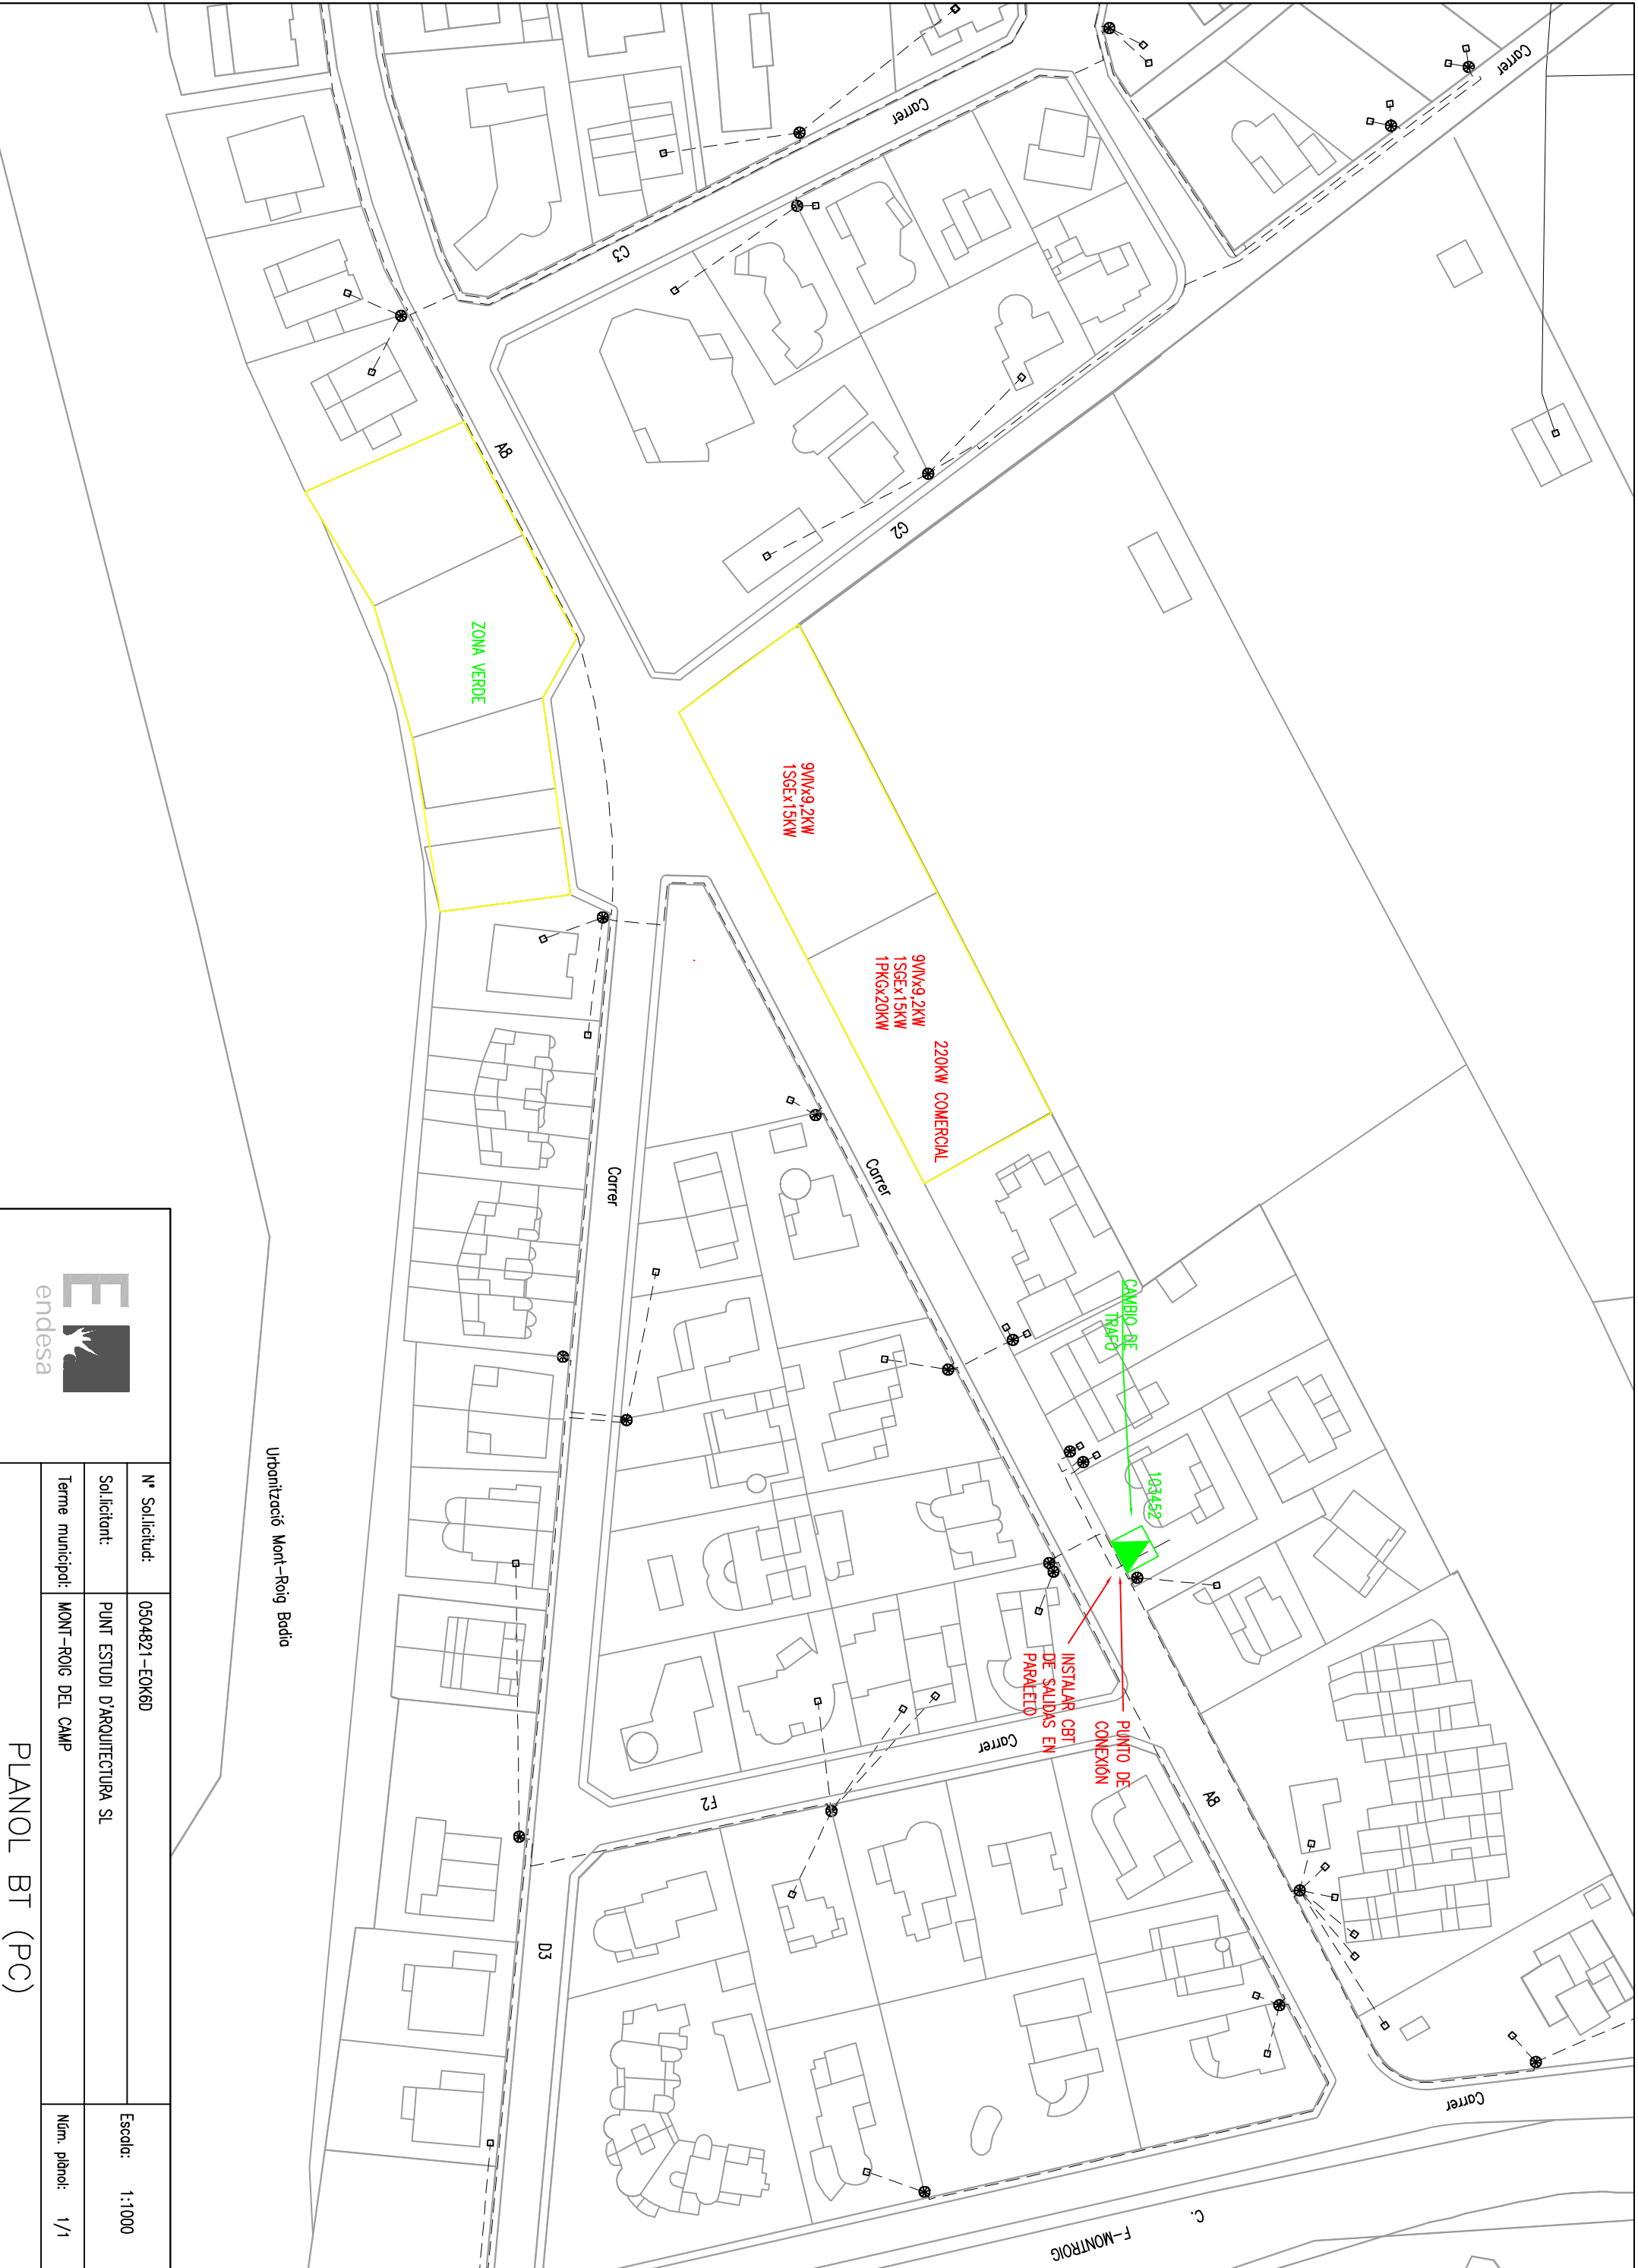 Carrer
Carrer
C3
A8
G2
ZONA VERDE
9VIVx9,2KW
1SGEx15KW
9VIVx9,2KW
1SGEx15KW
1PKGx20KW
220KW COMERCIAL
Carrer
Carrer
CAMBIO DE
TRAFO
103452
INSTALAR CBT
DE SALIDAS EN
PARALELO
PUNTO DE
CONEXIÓN
Carrer
F2
A8
D3
Carrer
C.
F-MONTROIG
Urbanització Mont-Roig Badia
endesa
Nº Sol.licitud: 0504821-EOK6D
Sol.licitant: PUNT ESTUDI D'ARQUITECTURA SL
Terme municipal: MONT-ROIG DEL CAMP
Escala: 1:1000
Núm. plànol: 1/1
PLANOL BT (PC)